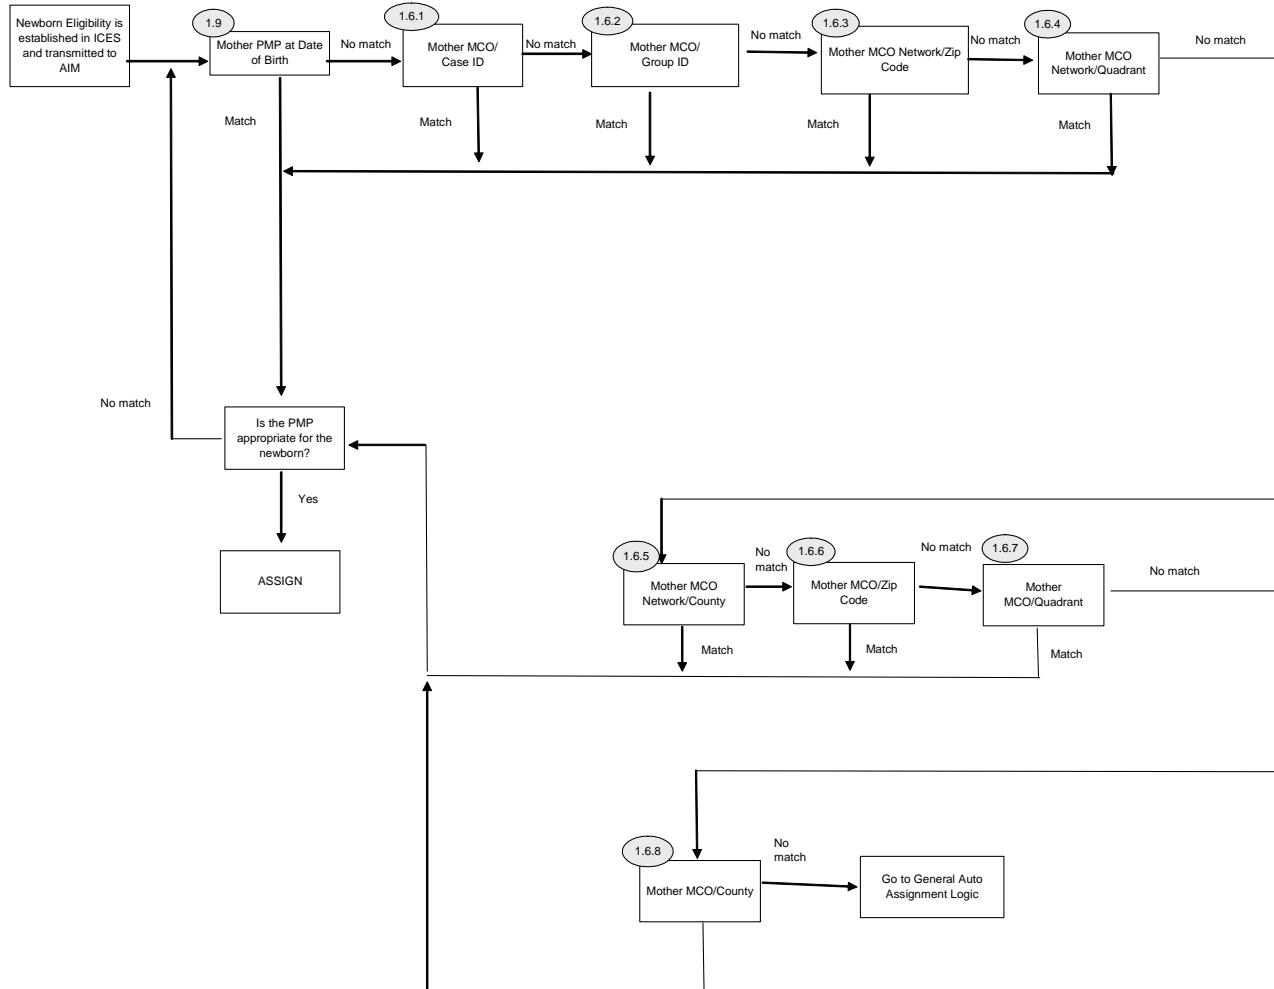 Newborn Eligibility is
established in ICES
and transmitted to
AIM
1.9
Mother PMP at Date
of Birth
No match
1.6.1
Mother MCO/
Case ID
No match
1.6.2
Mother MCO/
Group ID
No match
1.6.3
Mother MCO Network/Zip
Code
No match
1.6.4
Mother MCO
Network/Quadrant
No match
Match
Match
Match
Match
Match
No match
Is the PMP
appropriate for the
newborn?
Yes
ASSIGN
1.6.5
Mother MCO
Network/County
No
match
1.6.6
Mother MCO/Zip
Code
No match
1.6.7
Mother
MCO/Quadrant
No match
Match
Match
Match
1.6.8
Mother MCO/County
No
match
Go to General Auto
Assignment Logic